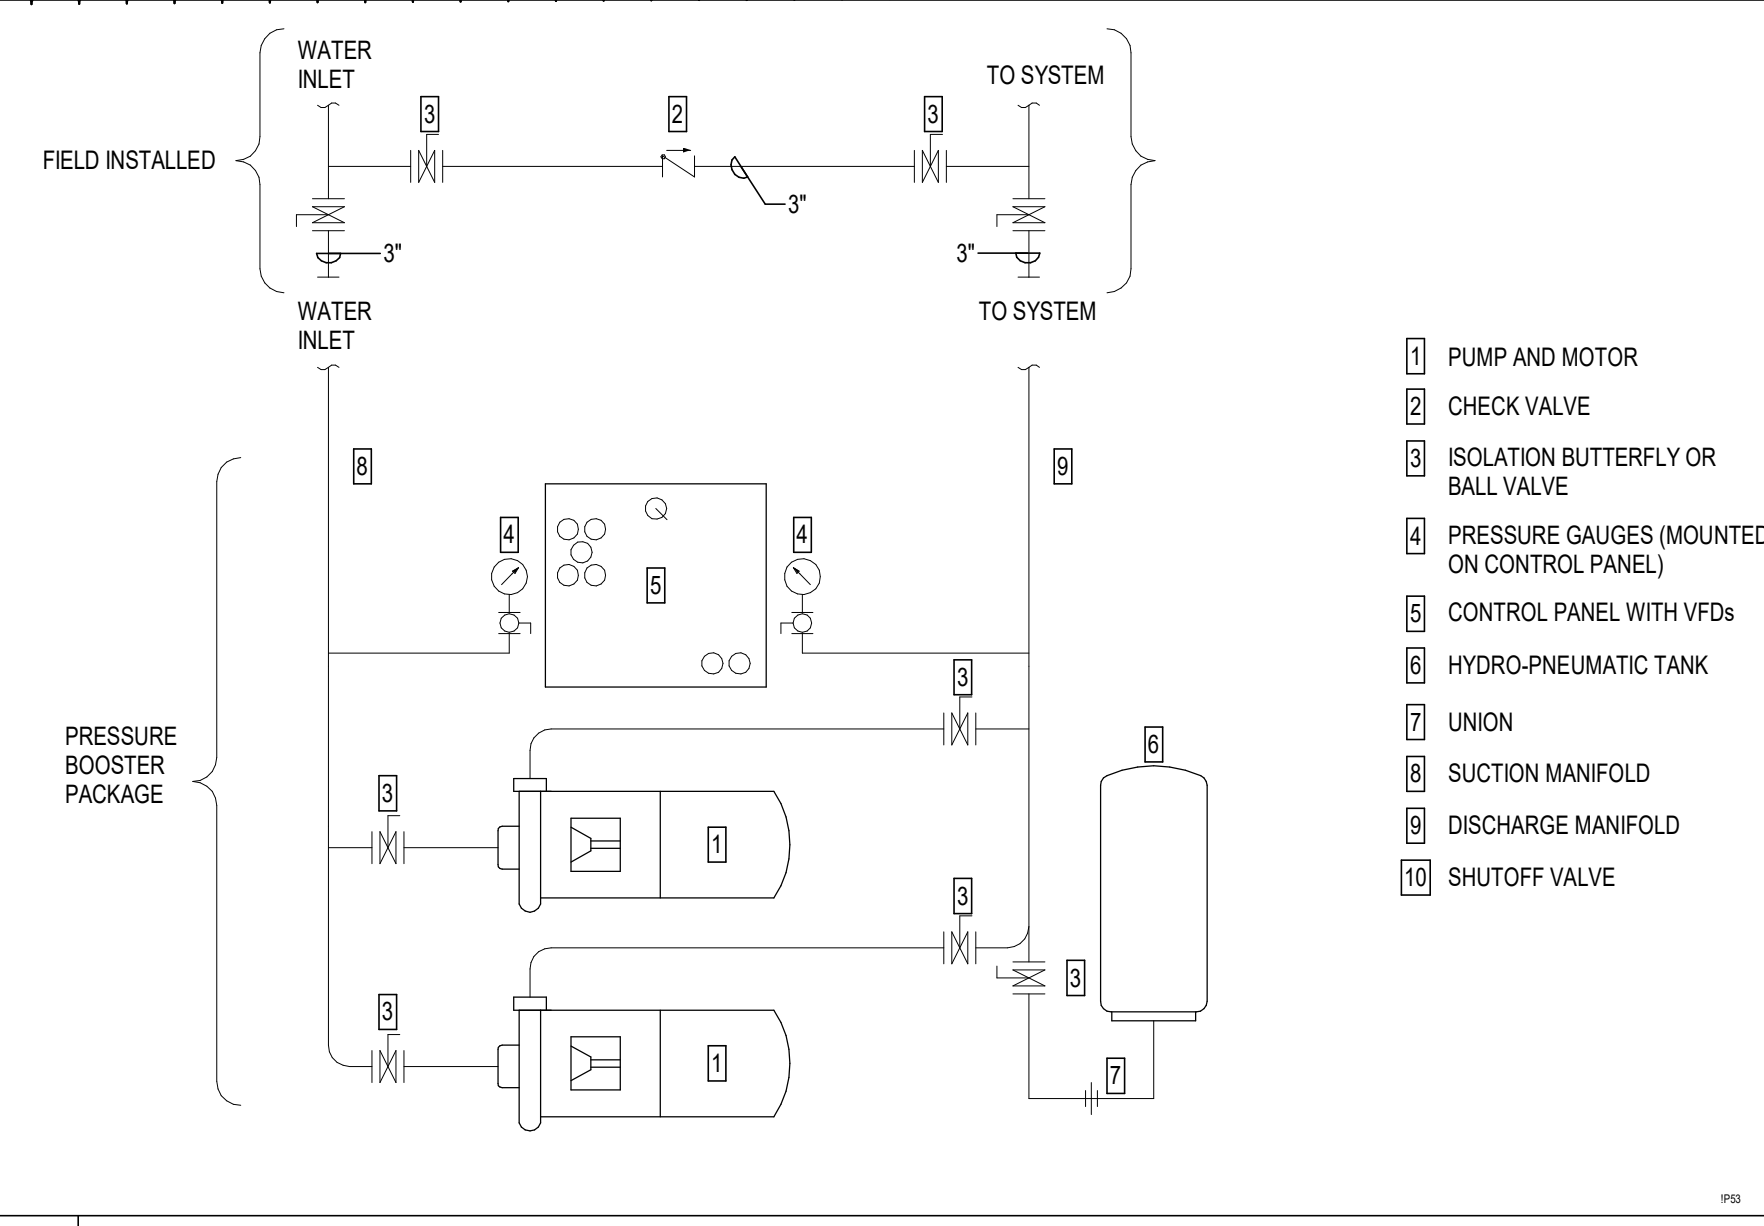 WATER
INLET
TO SYSTEM
3
2
3
FIELD INSTALLED
3"
3"
3"
WATER
INLET
TO SYSTEM
1 PUMP AND MOTOR
2 CHECK VALVE
3 ISOLATION BUTTERFLY OR
BALL VALVE
4 PRESSURE GAUGES (MOUNTED
ON CONTROL PANEL)
5 CONTROL PANEL WITH VFDs
6 HYDRO-PNEUMATIC TANK
7 UNION
8 SUCTION MANIFOLD
9 DISCHARGE MANIFOLD
10 SHUTOFF VALVE
8
9
4
4
5
3
PRESSURE
BOOSTER
PACKAGE
6
3
1
3
3
3
1
7
!P53